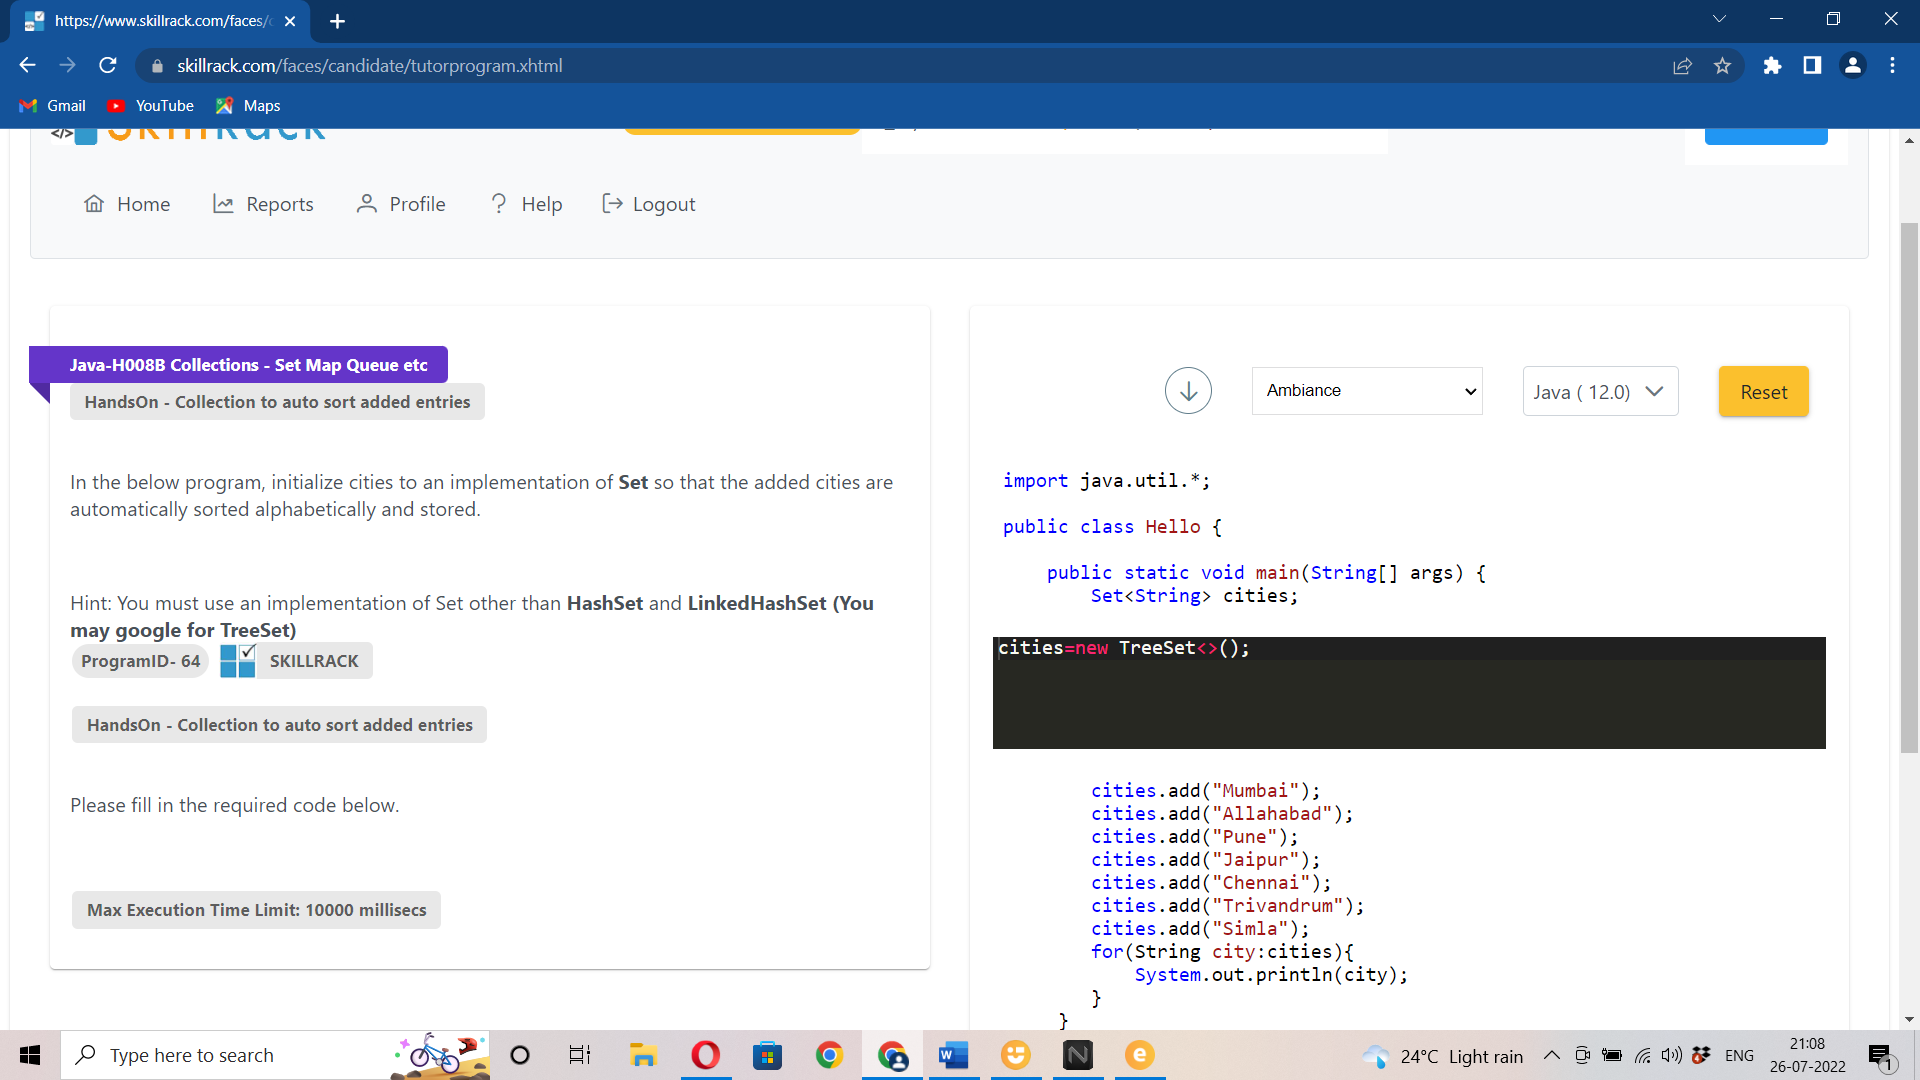 https://www.skillrack.com/faces/c
skillrack.com/faces/candidate/tutorprogram.xhtml
Gmail YouTube Maps
SkillRack
Home Reports Profile Help Logout
Java-H008B Collections - Set Map Queue etc
HandsOn - Collection to auto sort added entries
In the below program, initialize cities to an implementation of Set so that the added cities are
automatically sorted alphabetically and stored.
Hint: You must use an implementation of Set other than HashSet and LinkedHashSet (You
may google for TreeSet)
ProgramID- 64 SKILLRACK
HandsOn - Collection to auto sort added entries
Please fill in the required code below.
Max Execution Time Limit: 10000 millisecs
Ambiance Java ( 12.0) Reset
import java.util.*;
public class Hello {
public static void main(String[] args) {
Set<String> cities;
cities=new TreeSet<>();
cities.add("Mumbai");
cities.add("Allahabad");
cities.add("Pune");
cities.add("Jaipur");
cities.add("Chennai");
cities.add("Trivandrum");
cities.add("Simla");
for(String city:cities){
System.out.println(city);
}
}
Type here to search
24°C Light rain ENG
21:08
26-07-2022
1